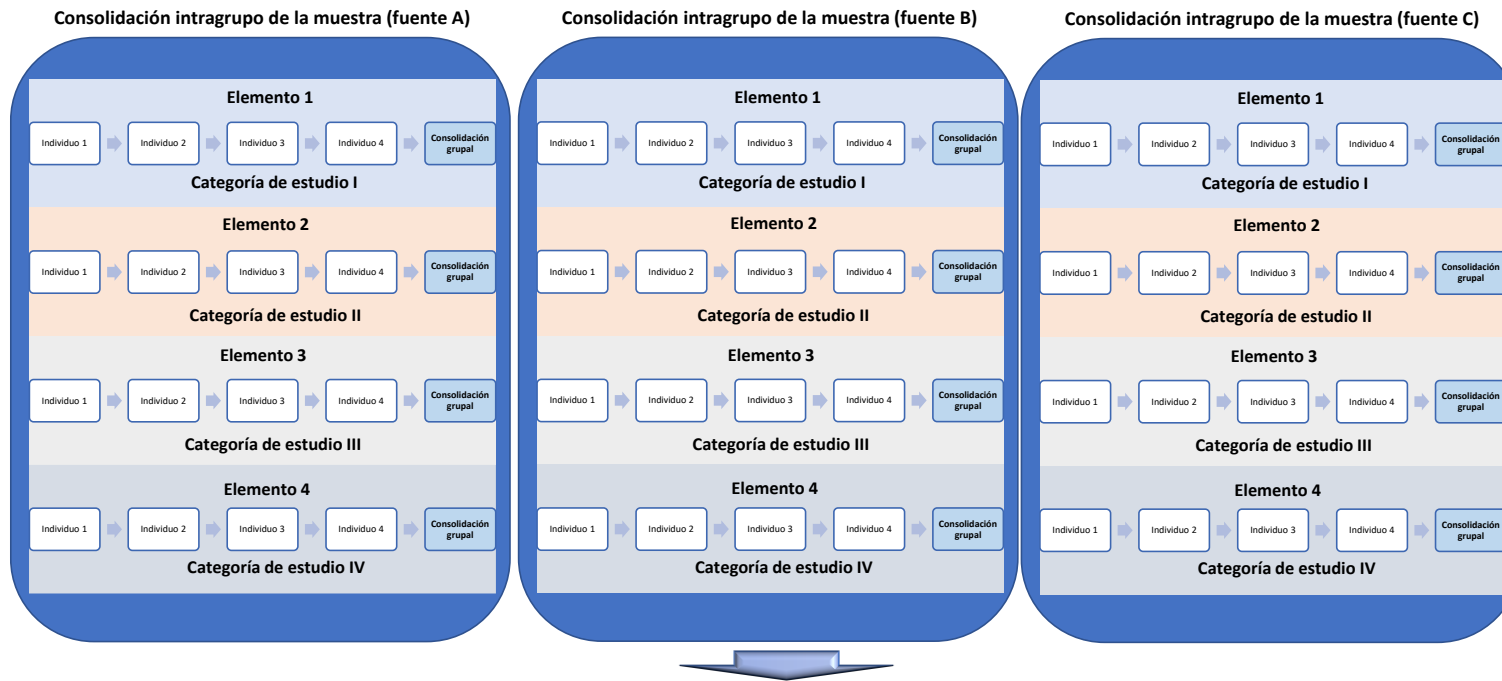 Consolidación intragrupo de la muestra (fuente A)
Elemento 1
Individuo 1
Individuo 2
Individuo 3
Individuo 4
Consolidación
grupal
Categoría de estudio I
Elemento 2
Individuo 1
Individuo 2
Individuo 3
Individuo 4
Consolidación
grupal
Categoría de estudio II
Elemento 3
Individuo 1
Individuo 2
Individuo 3
Individuo 4
Consolidación
grupal
Categoría de estudio III
Elemento 4
Individuo 1
Individuo 2
Individuo 3
Individuo 4
Consolidación
grupal
Categoría de estudio IV
Consolidación intragrupo de la muestra (fuente B)
Elemento 1
Individuo 1
Individuo 2
Individuo 3
Individuo 4
Consolidación
grupal
Categoría de estudio I
Elemento 2
Individuo 1
Individuo 2
Individuo 3
Individuo 4
Consolidación
grupal
Categoría de estudio II
Elemento 3
Individuo 1
Individuo 2
Individuo 3
Individuo 4
Consolidación
grupal
Categoría de estudio III
Elemento 4
Individuo 1
Individuo 2
Individuo 3
Individuo 4
Consolidación
grupal
Categoría de estudio IV
Consolidación intragrupo de la muestra (fuente C)
Elemento 1
Individuo 1
Individuo 2
Individuo 3
Individuo 4
Consolidación
grupal
Categoría de estudio I
Elemento 2
Individuo 1
Individuo 2
Individuo 3
Individuo 4
Consolidación
grupal
Categoría de estudio II
Elemento 3
Individuo 1
Individuo 2
Individuo 3
Individuo 4
Consolidación
grupal
Categoría de estudio III
Elemento 4
Individuo 1
Individuo 2
Individuo 3
Individuo 4
Consolidación
grupal
Categoría de estudio IV